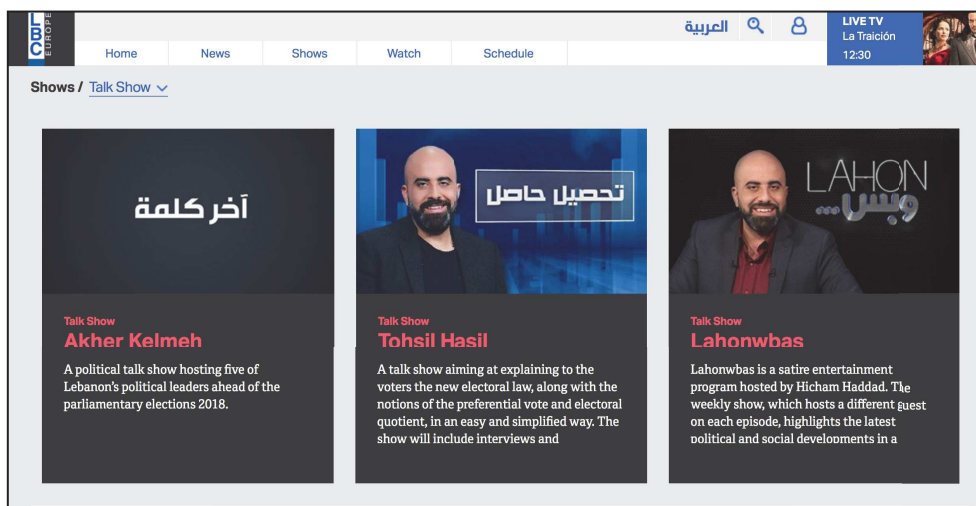 LBC
EUROPE
العربية
LIVE TV
La Traición
12:30
Home News Shows Watch Schedule
Shows / Talk Show
آخر كلمة
Talk Show
Akher Kelmeh
A political talk show hosting five of
Lebanon's political leaders ahead of the
parliamentary elections 2018.
تحصيل حاصل
Talk Show
Tohsil Hasil
A talk show aiming at explaining to the
voters the new electoral law, along with the
notions of the preferential vote and electoral
quotient, in an easy and simplified way. The
show will include interviews and
LAHON
وبس...
Talk Show
Lahonwbas
Lahonwbas is a satire entertainment
program hosted by Hicham Haddad. The
weekly show, which hosts a different guest
on each episode, highlights the latest
political and social developments in a